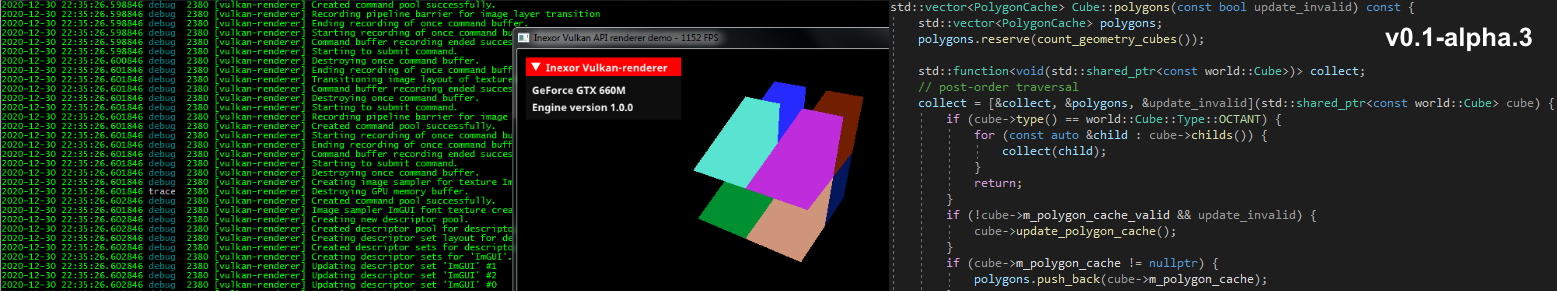 2020-12-30 22:35:26.598846 debug 2380 [vulkan-renderer] Created command pool successfully.
2020-12-30 22:35:26.598846 debug 2380 [vulkan-renderer] Recording pipeline barrier for image layer transition
2020-12-30 22:35:26.598846 debug 2380 [vulkan-renderer] Ending recording of once command buffer.
2020-12-30 22:35:26.598846 debug 2380 [vulkan-renderer] Starting recording of once command
2020-12-30 22:35:26.598846 debug 2380 [vulkan-renderer] Command buffer recording ended succes
2020-12-30 22:35:26.598846 debug 2380 [vulkan-renderer] Starting to submit command.
2020-12-30 22:35:26.600846 debug 2380 [vulkan-renderer] Destroying once command buffer.
2020-12-30 22:35:26.601846 debug 2380 [vulkan-renderer] Ending recording of once command buff
2020-12-30 22:35:26.601846 debug 2380 [vulkan-renderer] Transitioning image layout of texture
2020-12-30 22:35:26.601846 debug 2380 [vulkan-renderer] Creating once command buffer.
2020-12-30 22:35:26.601846 debug 2380 [vulkan-renderer] Destroying once command buffer.
2020-12-30 22:35:26.601846 debug 2380 [vulkan-renderer] Starting to submit command.
2020-12-30 22:35:26.601846 debug 2380 [vulkan-renderer] Recording pipeline barrier for image
2020-12-30 22:35:26.601846 debug 2380 [vulkan-renderer] Created command pool successfully.
2020-12-30 22:35:26.601846 debug 2380 [vulkan-renderer] Starting recording of once command bu
2020-12-30 22:35:26.601846 debug 2380 [vulkan-renderer] Ending recording of once command buff
2020-12-30 22:35:26.601846 debug 2380 [vulkan-renderer] Command buffer recording ended succes
2020-12-30 22:35:26.601846 debug 2380 [vulkan-renderer] Starting to submit command.
2020-12-30 22:35:26.601846 debug 2380 [vulkan-renderer] Destroying once command buffer.
2020-12-30 22:35:26.601846 debug 2380 [vulkan-renderer] Creating image sampler for texture Im
2020-12-30 22:35:26.601846 trace 2380 [vulkan-renderer] Destroying GPU memory buffer.
2020-12-30 22:35:26.602846 debug 2380 [vulkan-renderer] Created command pool successfully.
2020-12-30 22:35:26.601846 debug 2380 [vulkan-renderer] Image sampler ImGUI font texture crea
2020-12-30 22:35:26.601846 debug 2380 [vulkan-renderer] Creating new descriptor pool.
2020-12-30 22:35:26.601846 debug 2380 [vulkan-renderer] Created descriptor pool for descripto
2020-12-30 22:35:26.602846 debug 2380 [vulkan-renderer] Creating descriptor set layout for de
2020-12-30 22:35:26.602846 debug 2380 [vulkan-renderer] Created descriptor sets for descripto
2020-12-30 22:35:26.602846 debug 2380 [vulkan-renderer] Creating descriptor sets for 'ImGUI'.
2020-12-30 22:35:26.602846 debug 2380 [vulkan-renderer] Updating descriptor set 'ImGUI' #1
2020-12-30 22:35:26.602846 debug 2380 [vulkan-renderer] Updating descriptor set 'ImGUI' #2
2020-12-30 22:35:26.602846 debug 2380 [vulkan-renderer] Updating descriptor set 'ImGUI' #0
Inexor Vulkan API renderer demo - 1152 FPS
▼ Inexor Vulkan-renderer
GeForce GTX 660M
Engine version 1.0.0
std::vector<PolygonCache> Cube::polygons(const bool update_invalid) const {
std::vector<PolygonCache> polygons;
polygons.reserve(count_geometry_cubes());
v0.1-alpha.3
std::function<void(std::shared_ptr<const world::Cube>)> collect;
// post-order traversal
collect = [&collect, &polygons, &update_invalid](std::shared_ptr<const world::Cube> cube) {
if (cube->type() == world::Cube::Type::OCTANT) {
for (const auto &child : cube->childs()) {
collect(child);
}
return;
}
if (!cube->m_polygon_cache_valid && update_invalid) {
cube->update_polygon_cache();
}
if (cube->m_polygon_cache != nullptr) {
polygons.push_back(cube->m_polygon_cache);